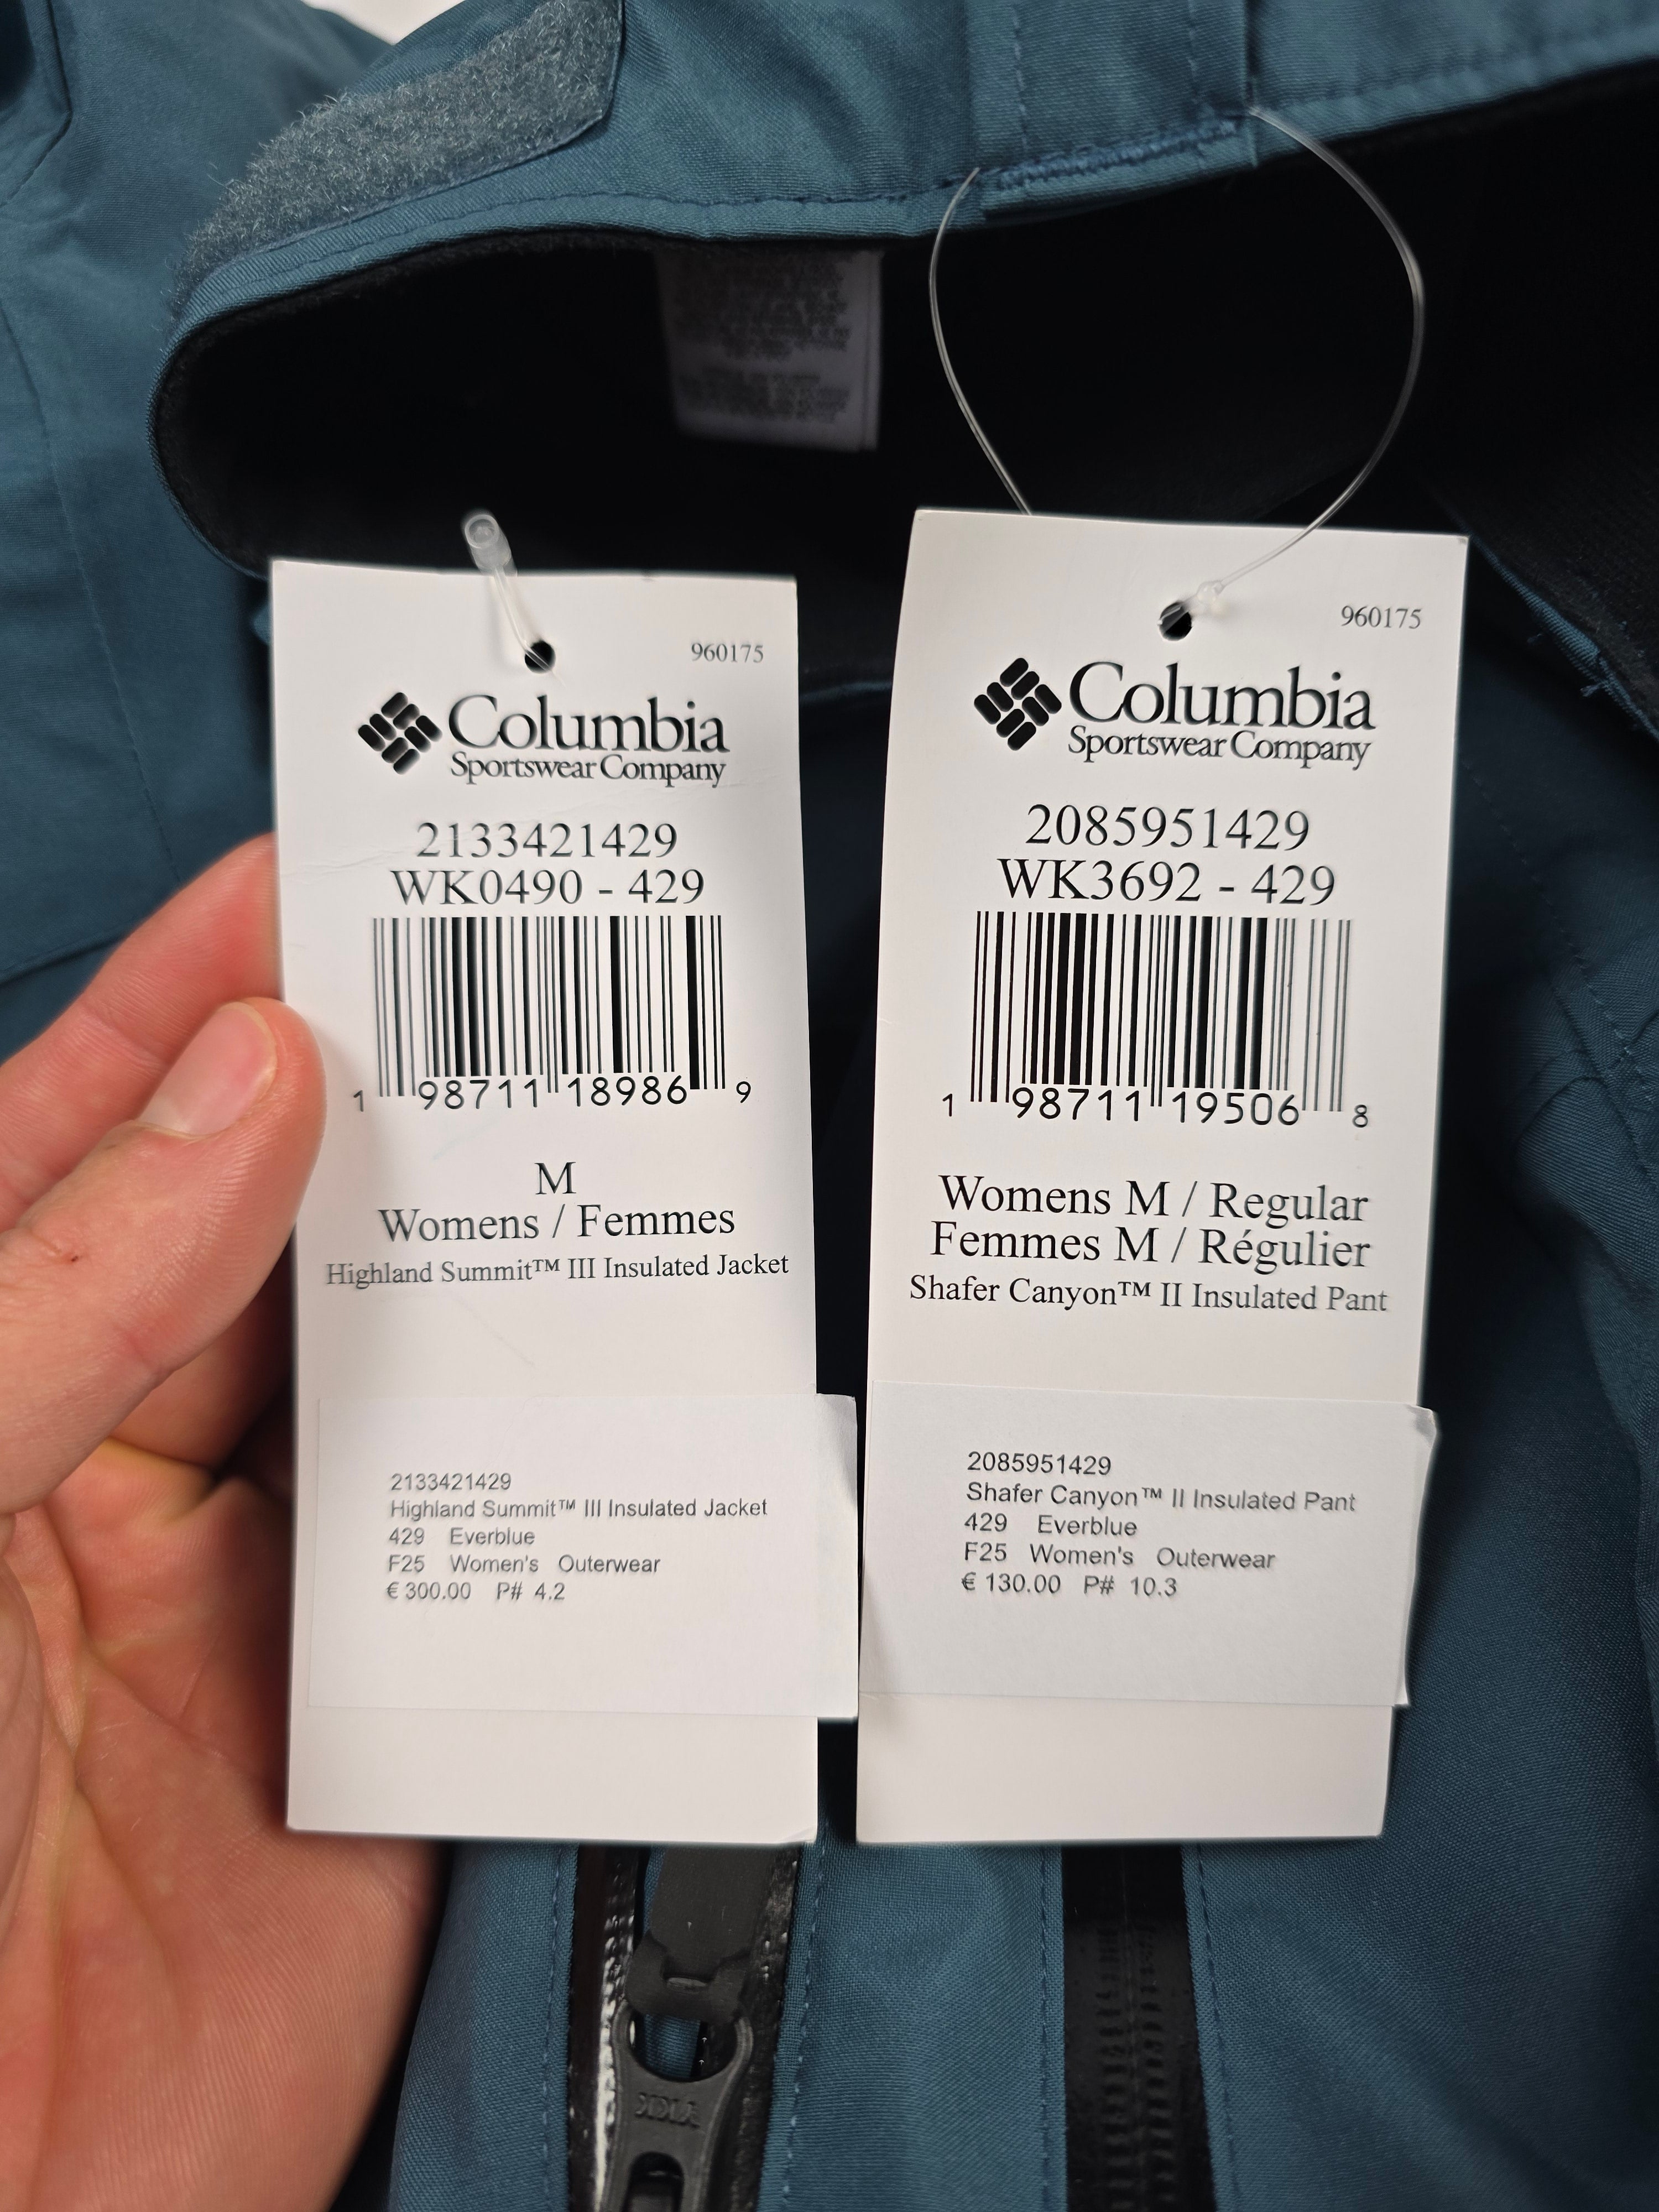 960175
Columbia
Sportswear Company
2133421429
WK0490 - 429
1 98711 18986 9
M
Womens / Femmes
Highland Summit™ III Insulated Jacket
2133421429
Highland Summit™ III Insulated Jacket
429 Everblue
F25 Women's Outerwear
€ 300.00 P# 4.2
960175
Columbia
Sportswear Company
2085951429
WK3692 - 429
1 98711 19506 8
Womens M / Regular
Femmes M / Régulier
Shafer Canyon™ II Insulated Pant
2085951429
Shafer Canyon™ II Insulated Pant
429 Everblue
F25 Women's Outerwear
€ 130.00 P# 10.3
YKK